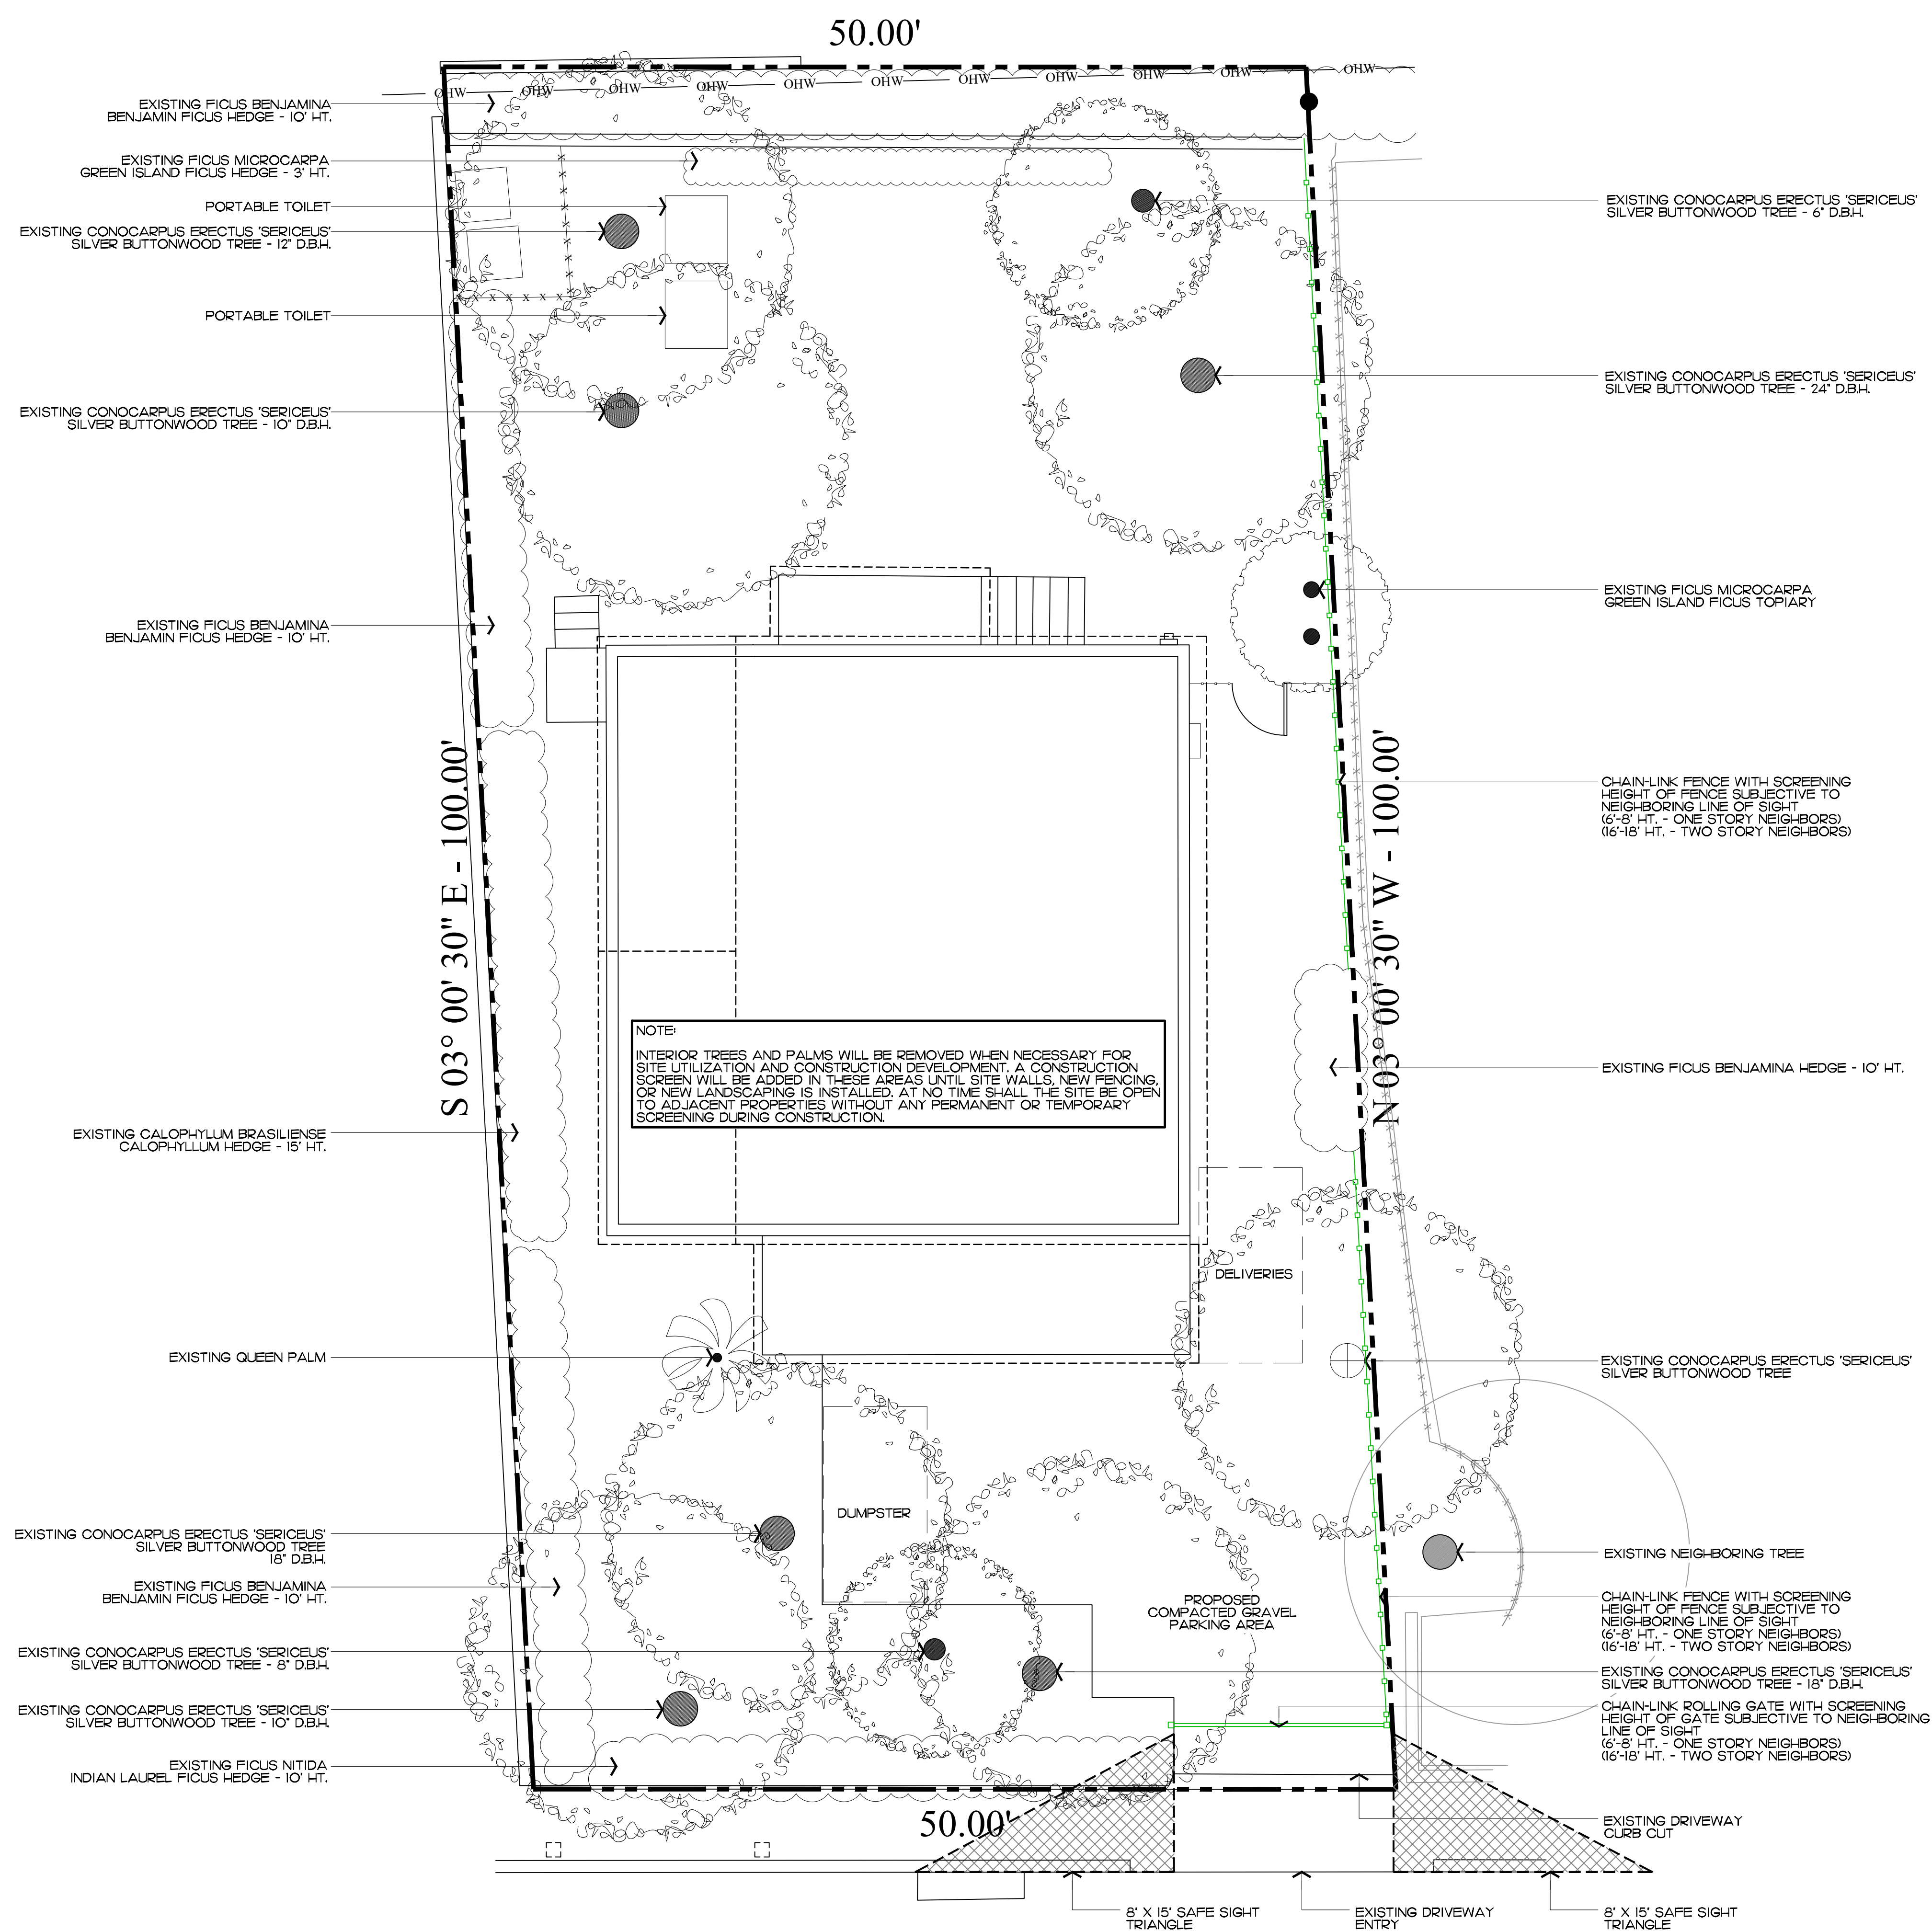 50.00'
OHW OHW OHW OHW OHW OHW OHW OHW OHW OHW OHW
EXISTING FICUS BENJAMINA
BENJAMIN FICUS HEDGE - 10' HT.
EXISTING FICUS MICROCARPA
GREEN ISLAND FICUS HEDGE - 3' HT.
PORTABLE TOILET
EXISTING CONOCARPUS ERECTUS 'SERICEUS'
SILVER BUTTONWOOD TREE - 12" D.B.H.
PORTABLE TOILET
EXISTING CONOCARPUS ERECTUS 'SERICEUS'
SILVER BUTTONWOOD TREE - 10" D.B.H.
EXISTING FICUS BENJAMINA
BENJAMIN FICUS HEDGE - 10' HT.
S 03° 00' 30" E - 100.00'
EXISTING CALOPHYLUM BRASILIENSE
CALOPHYLLUM HEDGE - 15' HT.
EXISTING QUEEN PALM
EXISTING CONOCARPUS ERECTUS 'SERICEUS'
SILVER BUTTONWOOD TREE
18" D.B.H.
EXISTING FICUS BENJAMINA
BENJAMIN FICUS HEDGE - 10' HT.
EXISTING CONOCARPUS ERECTUS 'SERICEUS'
SILVER BUTTONWOOD TREE - 8" D.B.H.
EXISTING CONOCARPUS ERECTUS 'SERICEUS'
SILVER BUTTONWOOD TREE - 10" D.B.H.
EXISTING FICUS NITIDA
INDIAN LAUREL FICUS HEDGE - 10' HT.
NOTE:
INTERIOR TREES AND PALMS WILL BE REMOVED WHEN NECESSARY FOR
SITE UTILIZATION AND CONSTRUCTION DEVELOPMENT. A CONSTRUCTION
SCREEN WILL BE ADDED IN THESE AREAS UNTIL SITE WALLS, NEW FENCING,
OR NEW LANDSCAPING IS INSTALLED. AT NO TIME SHALL THE SITE BE OPEN
TO ADJACENT PROPERTIES WITHOUT ANY PERMANENT OR TEMPORARY
SCREENING DURING CONSTRUCTION.
DELIVERIES
DUMPSTER
PROPOSED
COMPACTED GRAVEL
PARKING AREA
EXISTING CONOCARPUS ERECTUS 'SERICEUS'
SILVER BUTTONWOOD TREE - 6" D.B.H.
EXISTING CONOCARPUS ERECTUS 'SERICEUS'
SILVER BUTTONWOOD TREE - 24" D.B.H.
EXISTING FICUS MICROCARPA
GREEN ISLAND FICUS TOPIARY
N 03° 00' 30" W - 100.00'
CHAIN-LINK FENCE WITH SCREENING
HEIGHT OF FENCE SUBJECTIVE TO
NEIGHBORING LINE OF SIGHT
(6'-8' HT. - ONE STORY NEIGHBORS)
(16'-18' HT. - TWO STORY NEIGHBORS)
EXISTING FICUS BENJAMINA HEDGE - 10' HT.
EXISTING CONOCARPUS ERECTUS 'SERICEUS'
SILVER BUTTONWOOD TREE
EXISTING NEIGHBORING TREE
CHAIN-LINK FENCE WITH SCREENING
HEIGHT OF FENCE SUBJECTIVE TO
NEIGHBORING LINE OF SIGHT
(6'-8' HT. - ONE STORY NEIGHBORS)
(16'-18' HT. - TWO STORY NEIGHBORS)
EXISTING CONOCARPUS ERECTUS 'SERICEUS'
SILVER BUTTONWOOD TREE - 18" D.B.H.
CHAIN-LINK ROLLING GATE WITH SCREENING
HEIGHT OF GATE SUBJECTIVE TO NEIGHBORING
LINE OF SIGHT
(6'-8' HT. - ONE STORY NEIGHBORS)
(16'-18' HT. - TWO STORY NEIGHBORS)
EXISTING DRIVEWAY
CURB CUT
50.00'
8' X 15' SAFE SIGHT
TRIANGLE
EXISTING DRIVEWAY
ENTRY
8' X 15' SAFE SIGHT
TRIANGLE